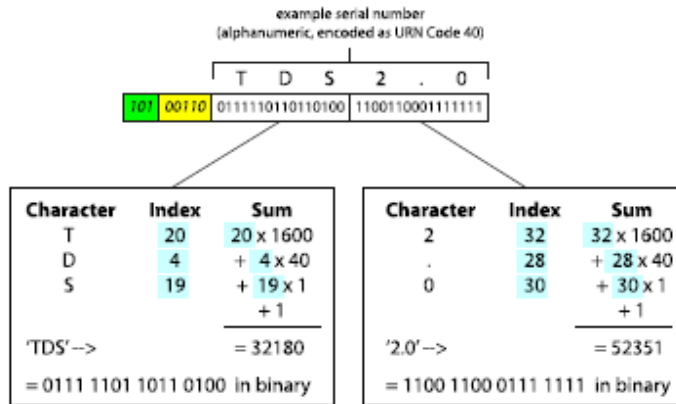 example serial number
(alphanumeric, encoded as URN Code 40)
T D S 2 . 0
101 00110 0111110110110100 1100110001111111
Character Index Sum
T 20 20 x 1600
D 4 + 4 x 40
S 19 + 19 x 1
+ 1
'TDS' --> = 32180
= 0111 1101 1011 0100 in binary
Character Index Sum
2 32 32 x 1600
. 28 + 28 x 40
0 30 + 30 x 1
+ 1
'2.0' --> = 52351
= 1100 1100 0111 1111 in binary